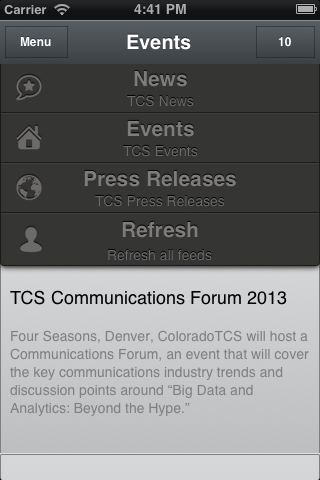 Carrier 4:41 PM
Menu Events 10
News
TCS News
Events
TCS Events
Press Releases
TCS Press Releases
Refresh
Refresh all feeds
TCS Communications Forum 2013
Four Seasons, Denver, ColoradoTCS will host a
Communications Forum, an event that will cover
the key communications industry trends and
discussion points around “Big Data and
Analytics: Beyond the Hype.”